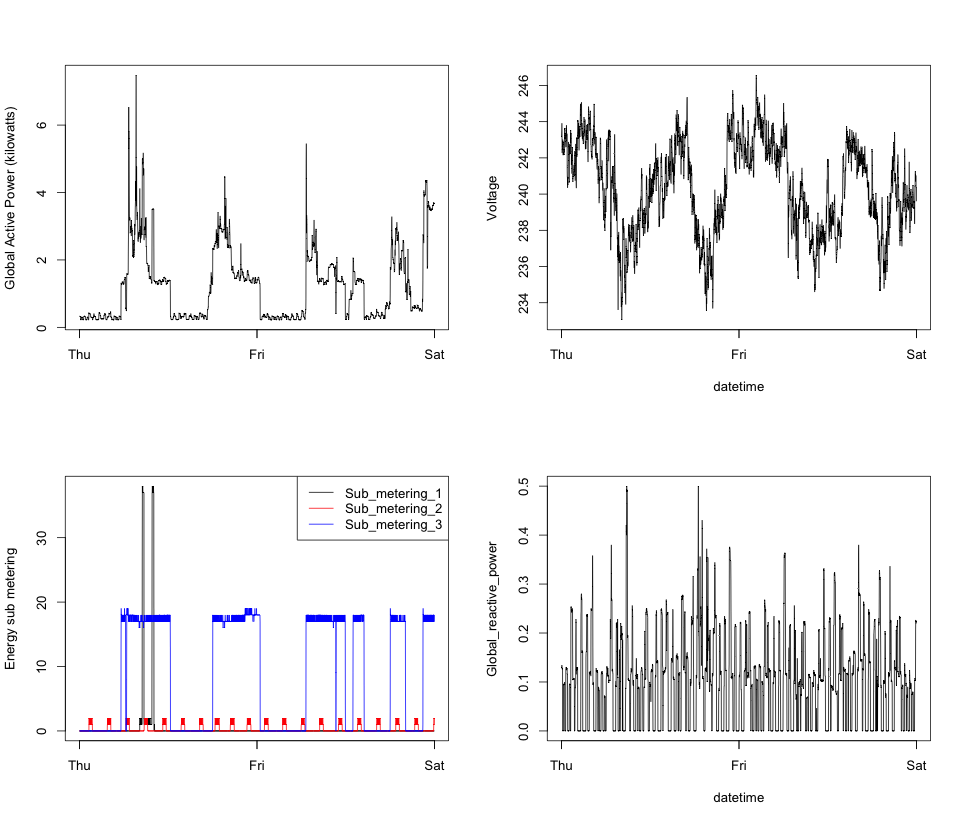 Global Active Power (kilowatts)
0 2 4 6
Thu Fri Sat
Voltage
234 236 238 240 242 244 246
Thu Fri Sat
datetime
Energy sub metering
0 10 20 30
Sub_metering_1
Sub_metering_2
Sub_metering_3
Thu Fri Sat
Global_reactive_power
0.0 0.1 0.2 0.3 0.4 0.5
Thu Fri Sat
datetime